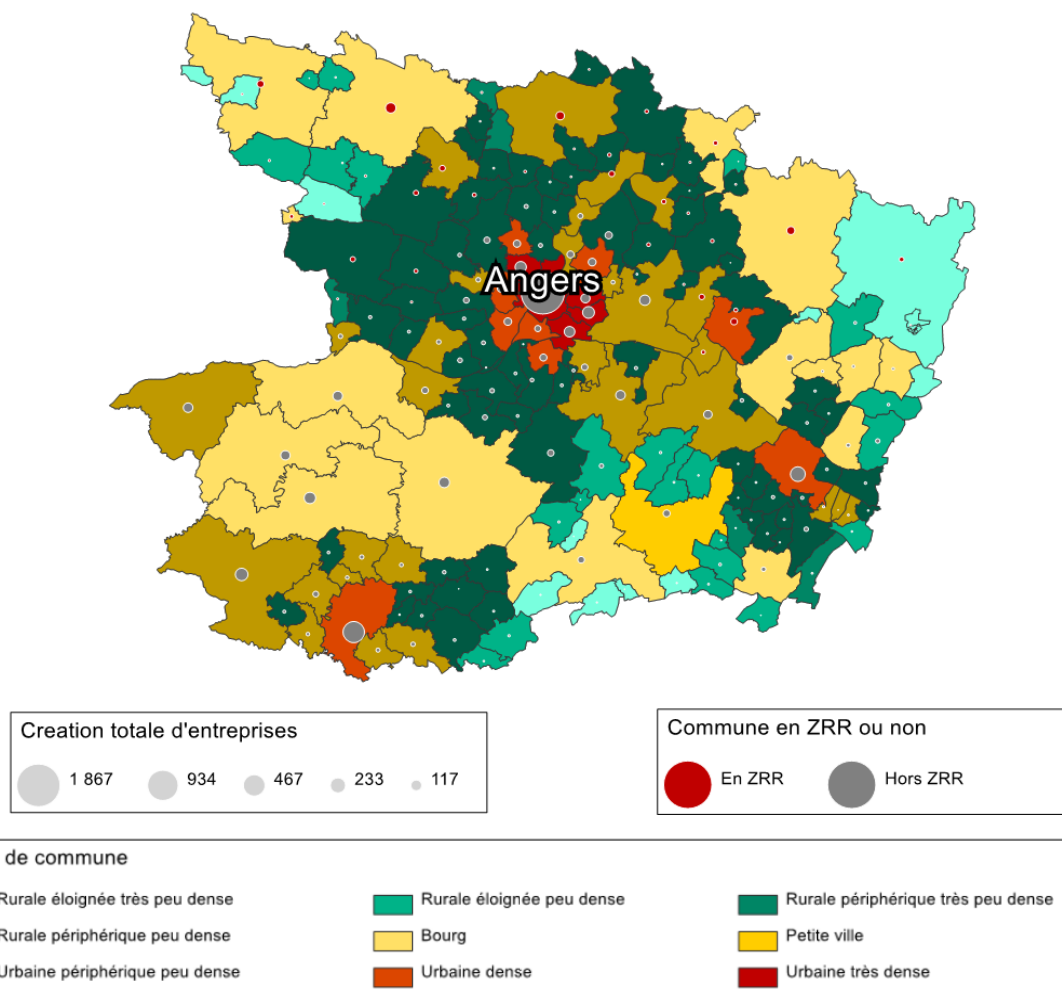 Angers
Creation totale d'entreprises
1 867 934 467 233 117
Commune en ZRR ou non
En ZRR Hors ZRR
de commune
Rurale éloignée très peu dense Rurale éloignée peu dense Rurale périphérique très peu dense
Rurale périphérique peu dense Bourg Petite ville
Urbaine périphérique peu dense Urbaine dense Urbaine très dense